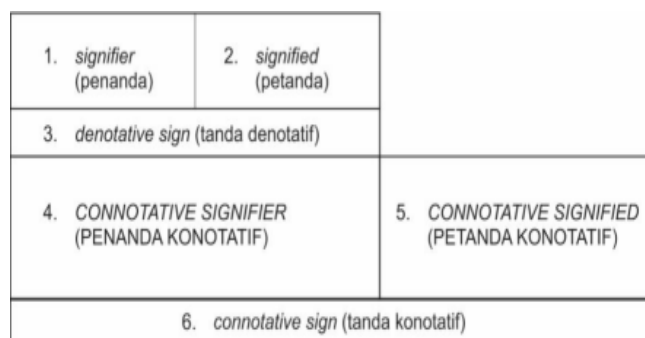 1. signifier
(penanda)
2. signified
(petanda)
3. denotative sign (tanda denotatif)
4. CONNOTATIVE SIGNIFIER
(PENANDA KONOTATIF)
5. CONNOTATIVE SIGNIFIED
(PETANDA KONOTATIF)
6. connotative sign (tanda konotatif)